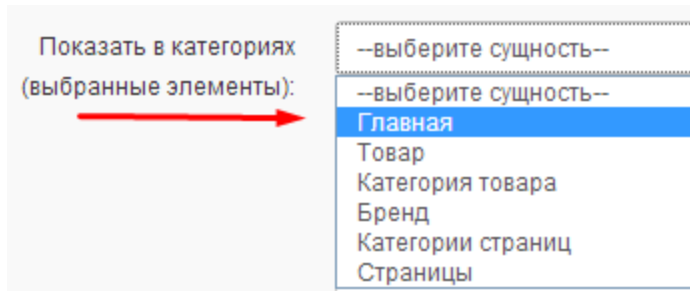 Показать в категориях
(выбранные элементы):
--выберите сущность--
--выберите сущность--
Главная
Товар
Категория товара
Бренд
Категории страниц
Страницы